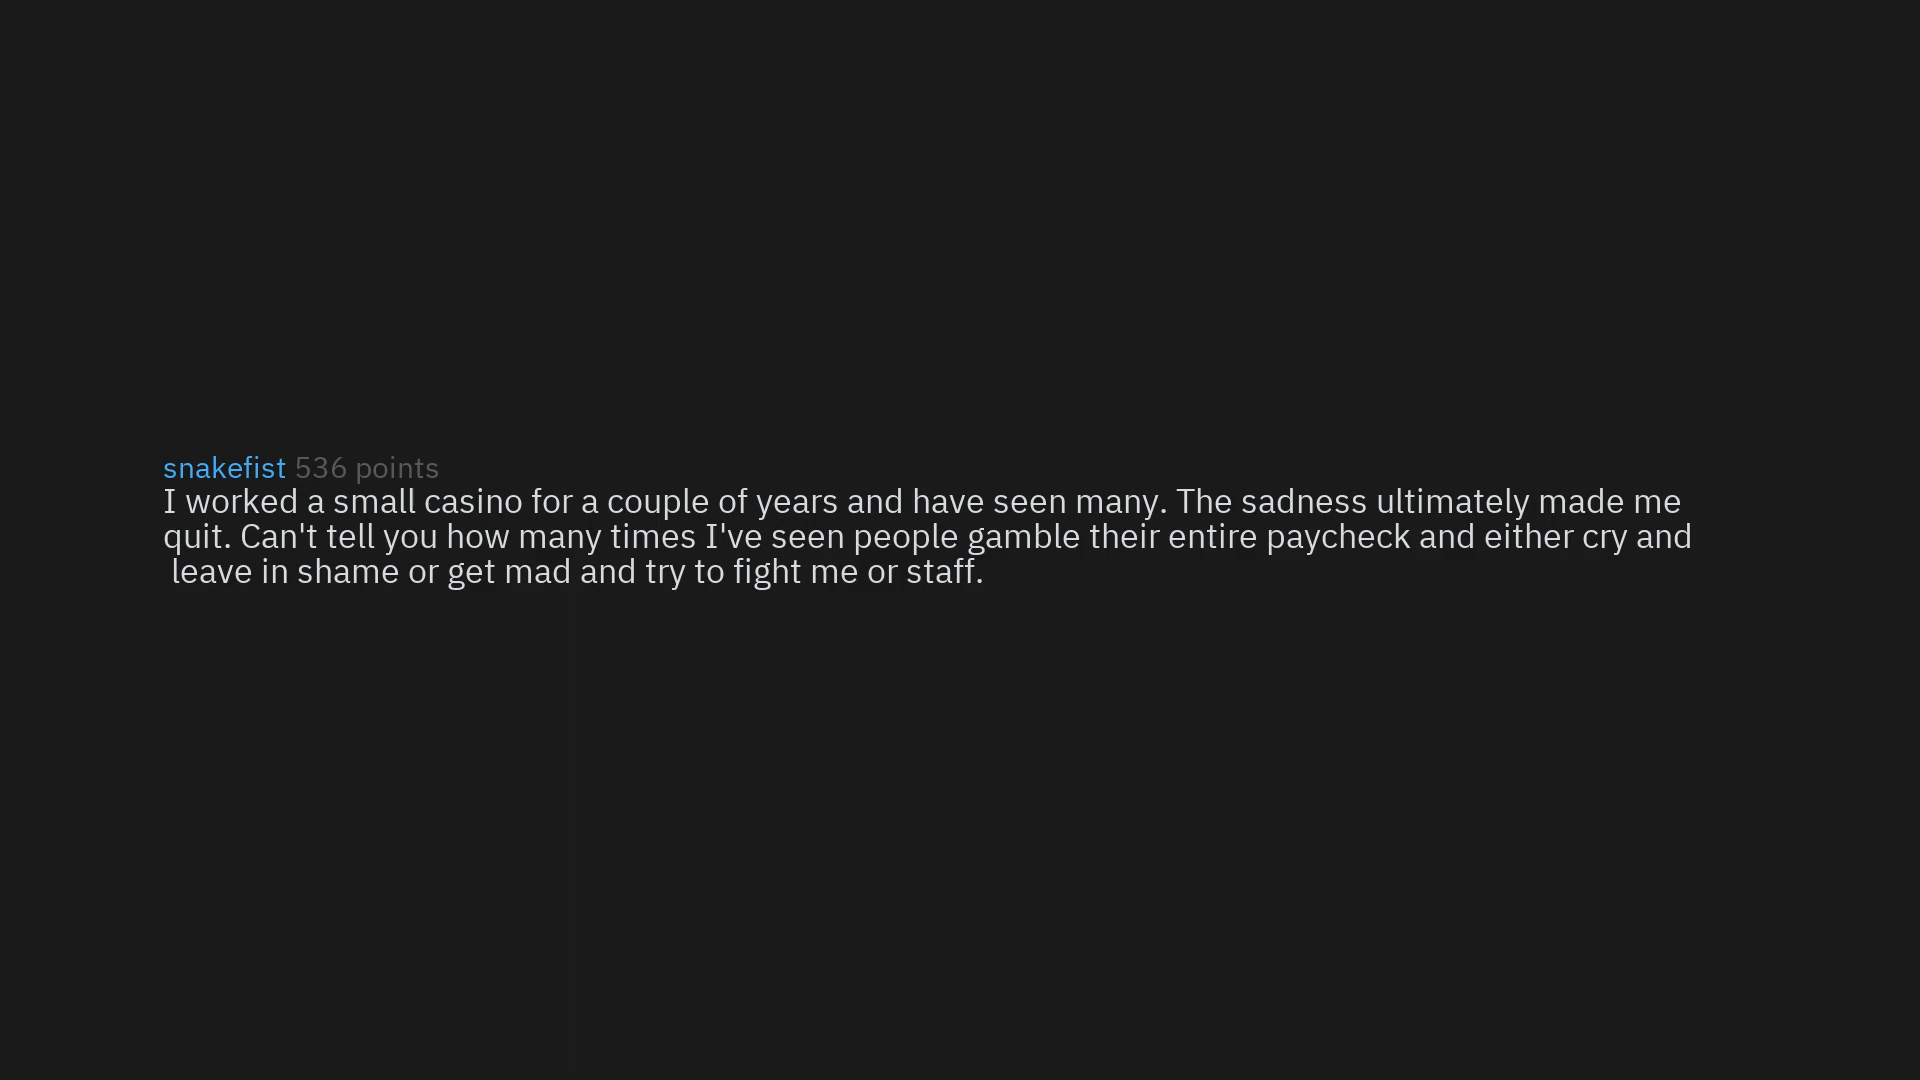 snakefist 536 points
I worked a small casino for a couple of years and have seen many. The sadness ultimately made me
quit. Can't tell you how many times I've seen people gamble their entire paycheck and either cry and
leave in shame or get mad and try to fight me or staff.